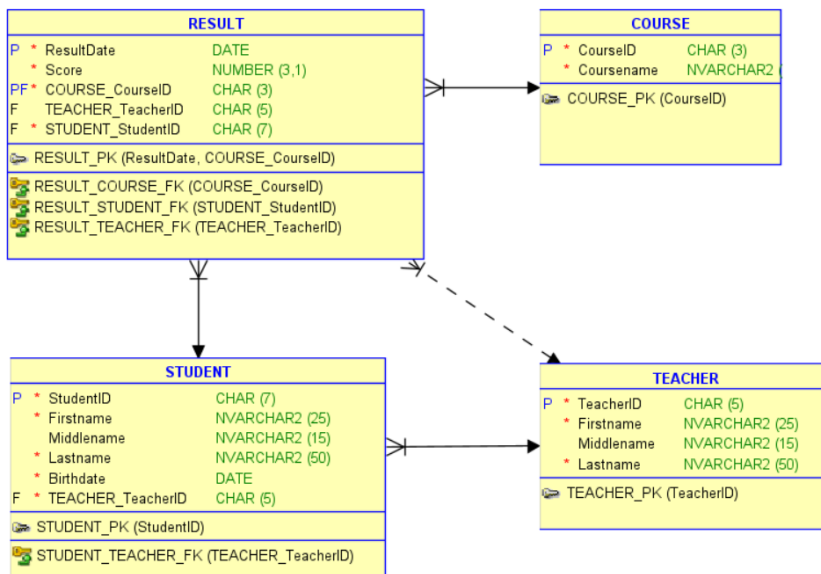 RESULT
P * ResultDate DATE
* Score NUMBER (3,1)
PF* COURSE_CourseID CHAR (3)
F TEACHER_TeacherID CHAR (5)
F * STUDENT_StudentID CHAR (7)
RESULT_PK (ResultDate, COURSE_CourseID)
RESULT_COURSE_FK (COURSE_CourseID)
RESULT_STUDENT_FK (STUDENT_StudentID)
RESULT_TEACHER_FK (TEACHER_TeacherID)
COURSE
P * CourseID CHAR (3)
* Coursename NVARCHAR2 (
COURSE_PK (CourseID)
STUDENT
P * StudentID CHAR (7)
* Firstname NVARCHAR2 (25)
Middlename NVARCHAR2 (15)
* Lastname NVARCHAR2 (50)
* Birthdate DATE
F * TEACHER_TeacherID CHAR (5)
STUDENT_PK (StudentID)
STUDENT_TEACHER_FK (TEACHER_TeacherID)
TEACHER
P * TeacherID CHAR (5)
* Firstname NVARCHAR2 (25)
Middlename NVARCHAR2 (15)
* Lastname NVARCHAR2 (50)
TEACHER_PK (TeacherID)